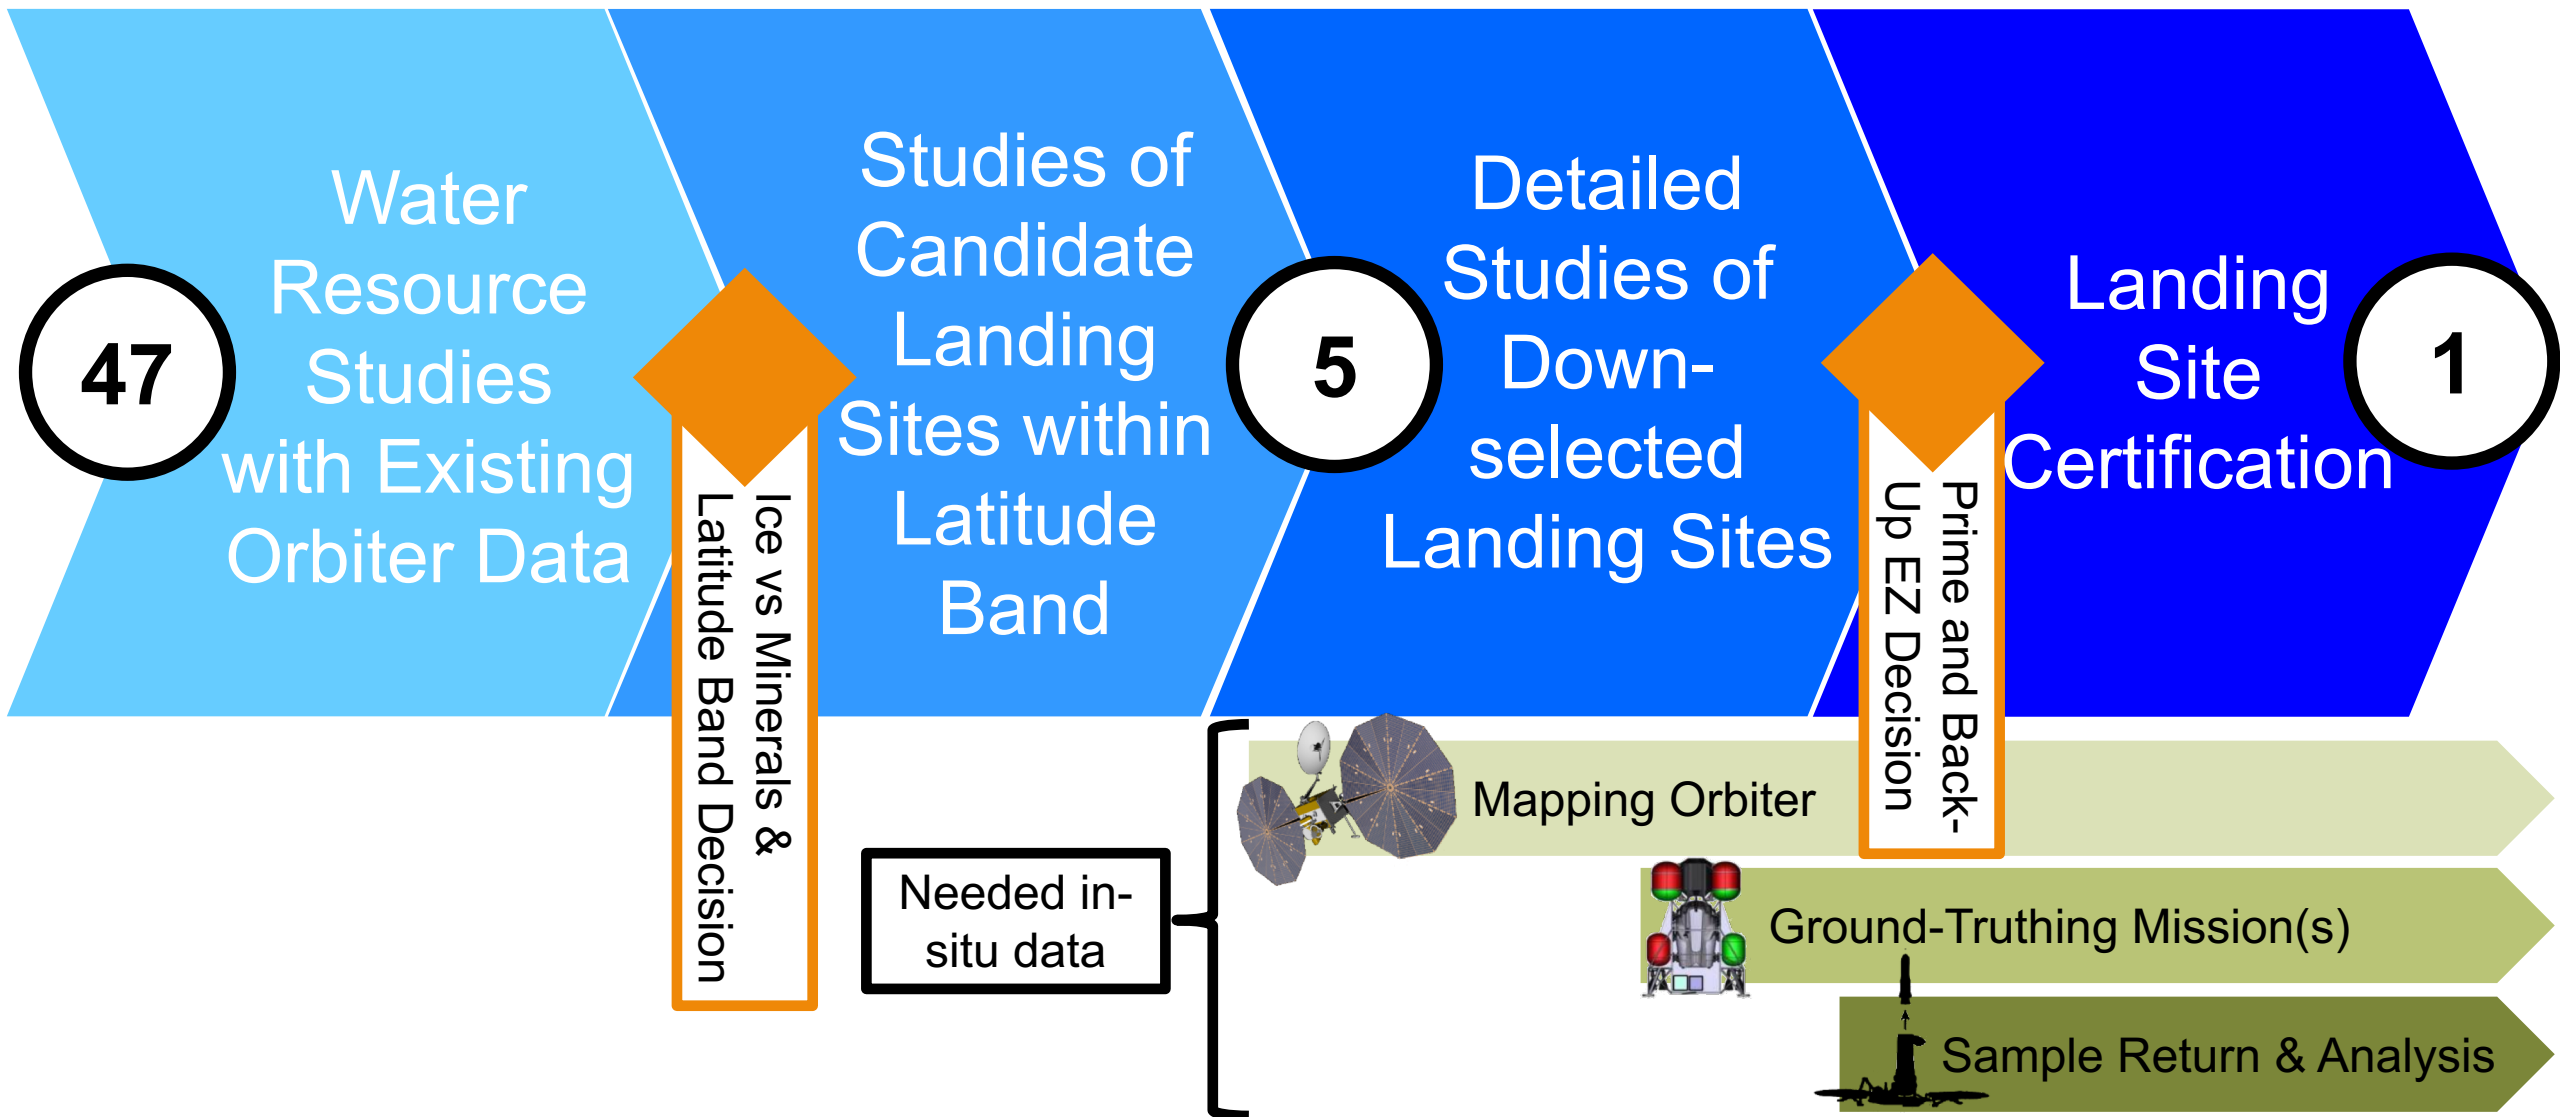 47
Water
Resource
Studies
with Existing
Orbiter Data
Ice vs Minerals &
Latitude Band Decision
Studies of
Candidate
Landing
Sites within
Latitude
Band
5
Detailed
Studies of
Down-
selected
Landing Sites
Prime and Back-
Up EZ Decision
Landing
Site
Certification
1
Needed in-
situ data
Mapping Orbiter
Ground-Truthing Mission(s)
Sample Return & Analysis